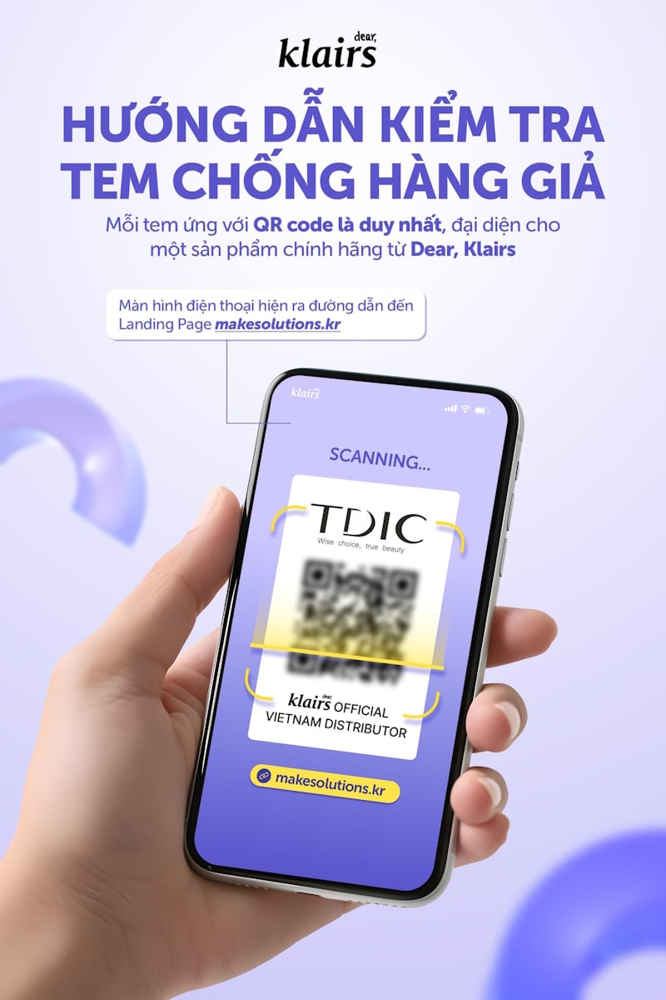 dear,
klairs
HƯỚNG DẪN KIỂM TRA
TEM CHỐNG HÀNG GIẢ
Mỗi tem ứng với QR code là duy nhất, đại diện cho
một sản phẩm chính hãng từ Dear, Klairs
Màn hình điện thoại hiện ra đường dẫn đến
Landing Page makesolutions.kr
klairs
SCANNING...
TDIC
Wise choice, true beauty
dear,
klairs OFFICIAL
VIETNAM DISTRIBUTOR
makesolutions.kr